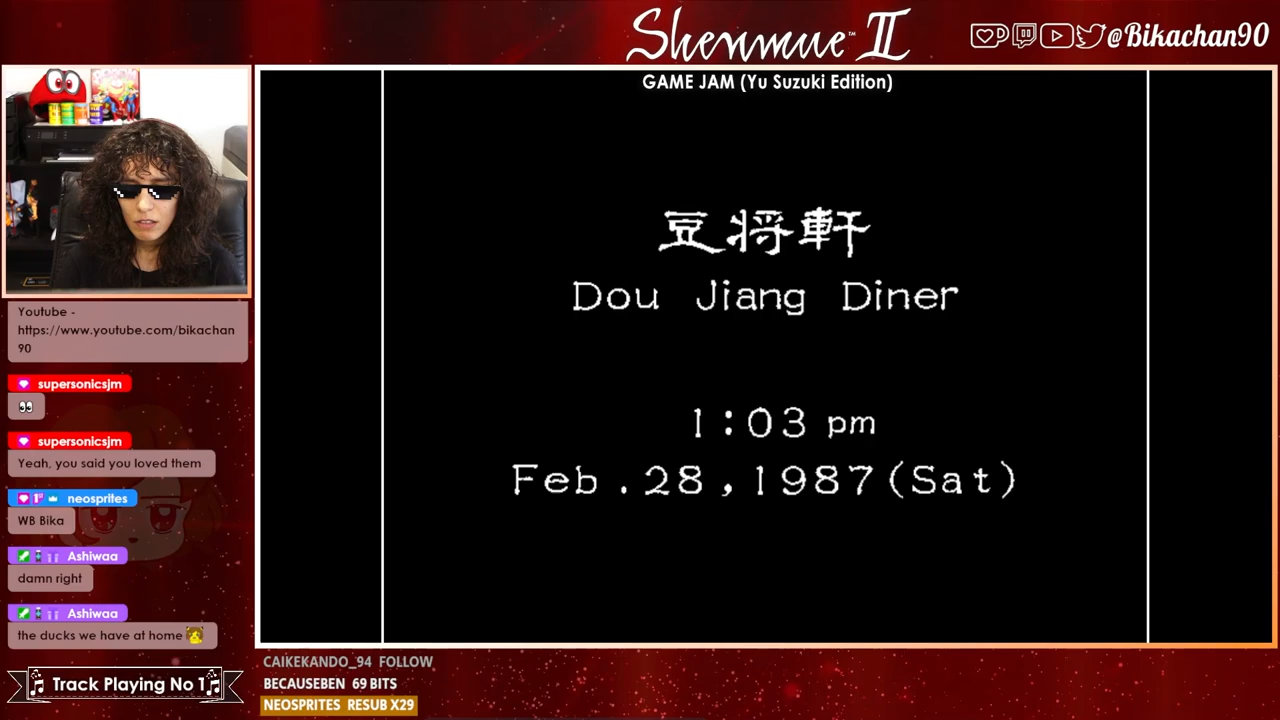 Shenmue™ II
@Bikachan90
GAME JAM (Yu Suzuki Edition)
豆将軒
Dou Jiang Diner
1:03 pm
Feb.28,1987(Sat)
Youtube -
https://www.youtube.com/bikachan
90
supersonicsjm
👀
supersonicsjm
Yeah, you said you loved them
neosprites
WB Bika
Ashiwaa
damn right
Ashiwaa
the ducks we have at home
Track Playing No 1
CAIKEKANDO_94 FOLLOW
BECAUSEBEN 69 BITS
NEOSPRITES RESUB X29